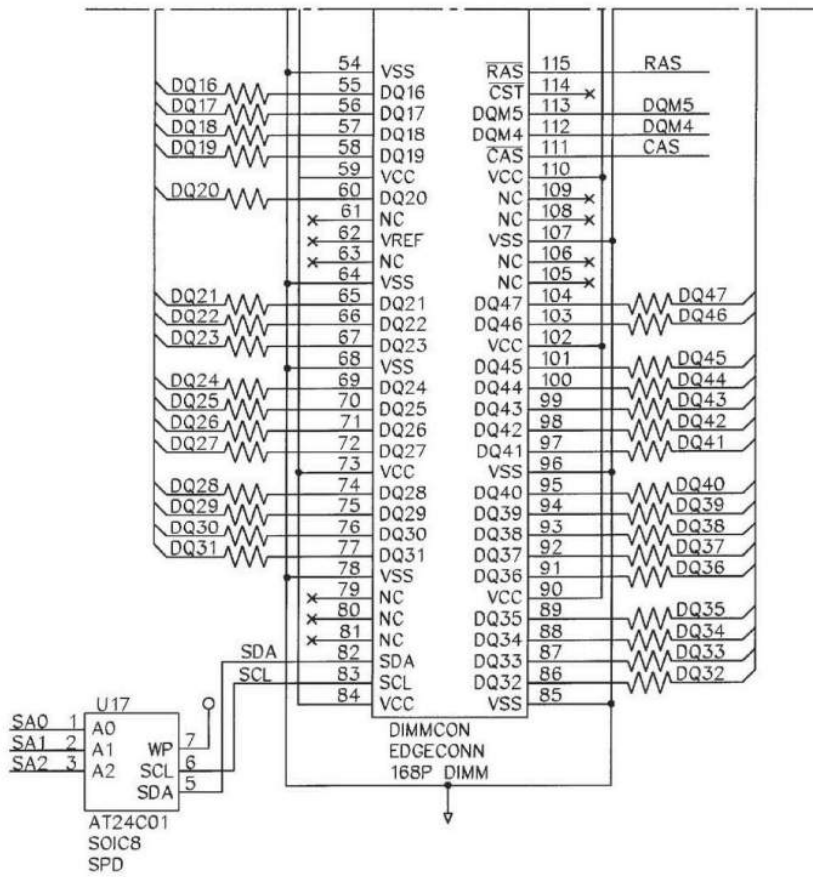 54 VSS RAS 115 RAS
DQ16 55 DQ16 CST 114
DQ17 56 DQ17 DQM5 113 DQM5
DQ18 57 DQ18 DQM4 112 DQM4
DQ19 58 DQ19 CAS 111 CAS
59 VCC VCC 110
DQ20 60 DQ20 NC 109
61 NC NC 108
62 VREF VSS 107
63 NC NC 106
64 VSS NC 105
DQ21 65 DQ21 DQ47 104 DQ47
DQ22 66 DQ22 DQ46 103 DQ46
DQ23 67 DQ23 VCC 102
68 VSS DQ45 101 DQ45
DQ24 69 DQ24 DQ44 100 DQ44
DQ25 70 DQ25 DQ43 99 DQ43
DQ26 71 DQ26 DQ42 98 DQ42
DQ27 72 DQ27 DQ41 97 DQ41
73 VCC VSS 96
DQ28 74 DQ28 DQ40 95 DQ40
DQ29 75 DQ29 DQ39 94 DQ39
DQ30 76 DQ30 DQ38 93 DQ38
DQ31 77 DQ31 DQ37 92 DQ37
78 VSS DQ36 91 DQ36
79 NC VCC 90
80 NC DQ35 89 DQ35
81 NC DQ34 88 DQ34
SDA 82 SDA DQ33 87 DQ33
SCL 83 SCL DQ32 86 DQ32
84 VCC VSS 85
DIMMCON
EDGECONN
168P DIMM
U17
SA0 1 A0
SA1 2 A1 WP 7
SA2 3 A2 SCL 6
SDA 5
AT24C01
SOIC8
SPD